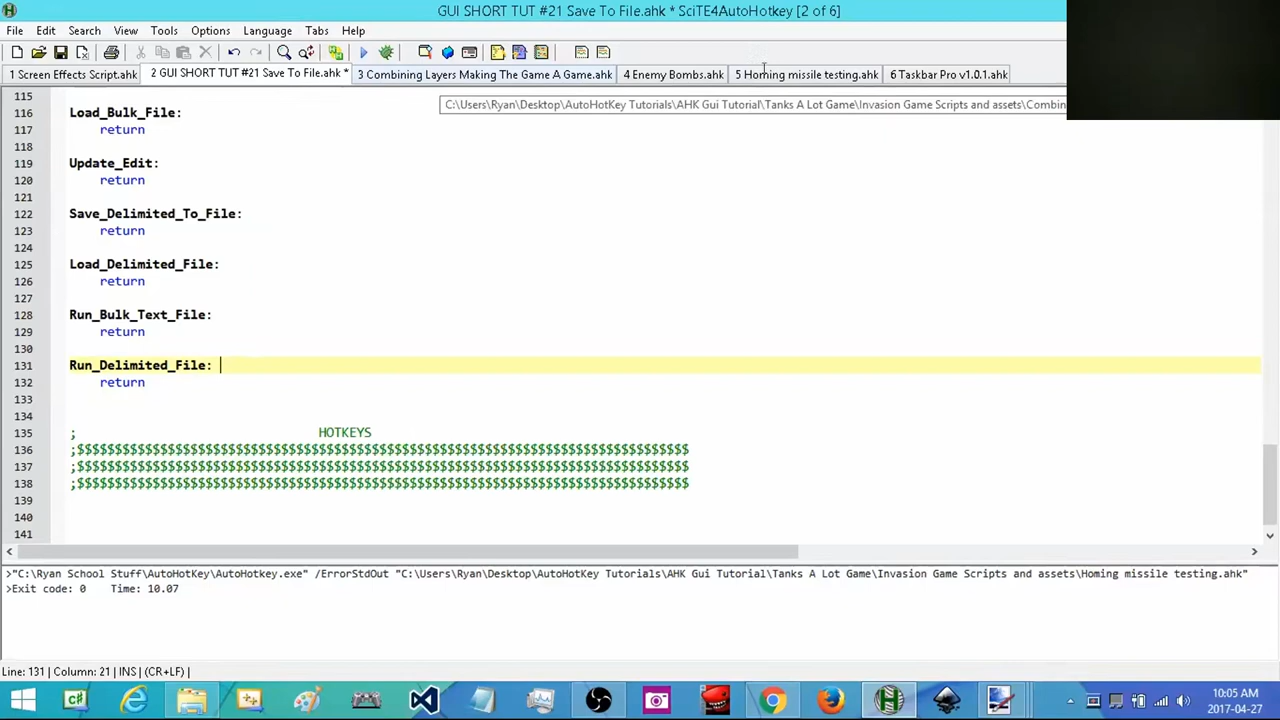 GUI SHORT TUT #21 Save To File.ahk * SciTE4AutoHotkey [2 of 6]
File Edit Search View Tools Options Language Tabs Help
1 Screen Effects Script.ahk 2 GUI SHORT TUT #21 Save To File.ahk * 3 Combining Layers Making The Game A Game.ahk 4 Enemy Bombs.ahk 5 Homing missile testing.ahk 6 Taskbar Pro v1.0.1.ahk
115
C:\Users\Ryan\Desktop\AutoHotKey Tutorials\AHK Gui Tutorial\Tanks A Lot Game\Invasion Game Scripts and assets\Combin
116 Load_Bulk_File:
117 return
118
119 Update_Edit:
120 return
121
122 Save_Delimited_To_File:
123 return
124
125 Load_Delimited_File:
126 return
127
128 Run_Bulk_Text_File:
129 return
130
131 Run_Delimited_File:
132 return
133
134
135 ; HOTKEYS
136 ;$$$$$$$$$$$$$$$$$$$$$$$$$$$$$$$$$$$$$$$$$$$$$$$$$$$$$$$$$$$$$$$$$$$$$$$$$$$$$$$$$
137 ;$$$$$$$$$$$$$$$$$$$$$$$$$$$$$$$$$$$$$$$$$$$$$$$$$$$$$$$$$$$$$$$$$$$$$$$$$$$$$$$$$
138 ;$$$$$$$$$$$$$$$$$$$$$$$$$$$$$$$$$$$$$$$$$$$$$$$$$$$$$$$$$$$$$$$$$$$$$$$$$$$$$$$$$
139
140
141
>"C:\Ryan School Stuff\AutoHotKey\AutoHotkey.exe" /ErrorStdOut "C:\Users\Ryan\Desktop\AutoHotKey Tutorials\AHK Gui Tutorial\Tanks A Lot Game\Invasion Game Scripts and assets\Homing missile testing.ahk"
>Exit code: 0 Time: 10.07
Line: 131 | Column: 21 | INS | (CR+LF) |
10:05 AM
2017-04-27